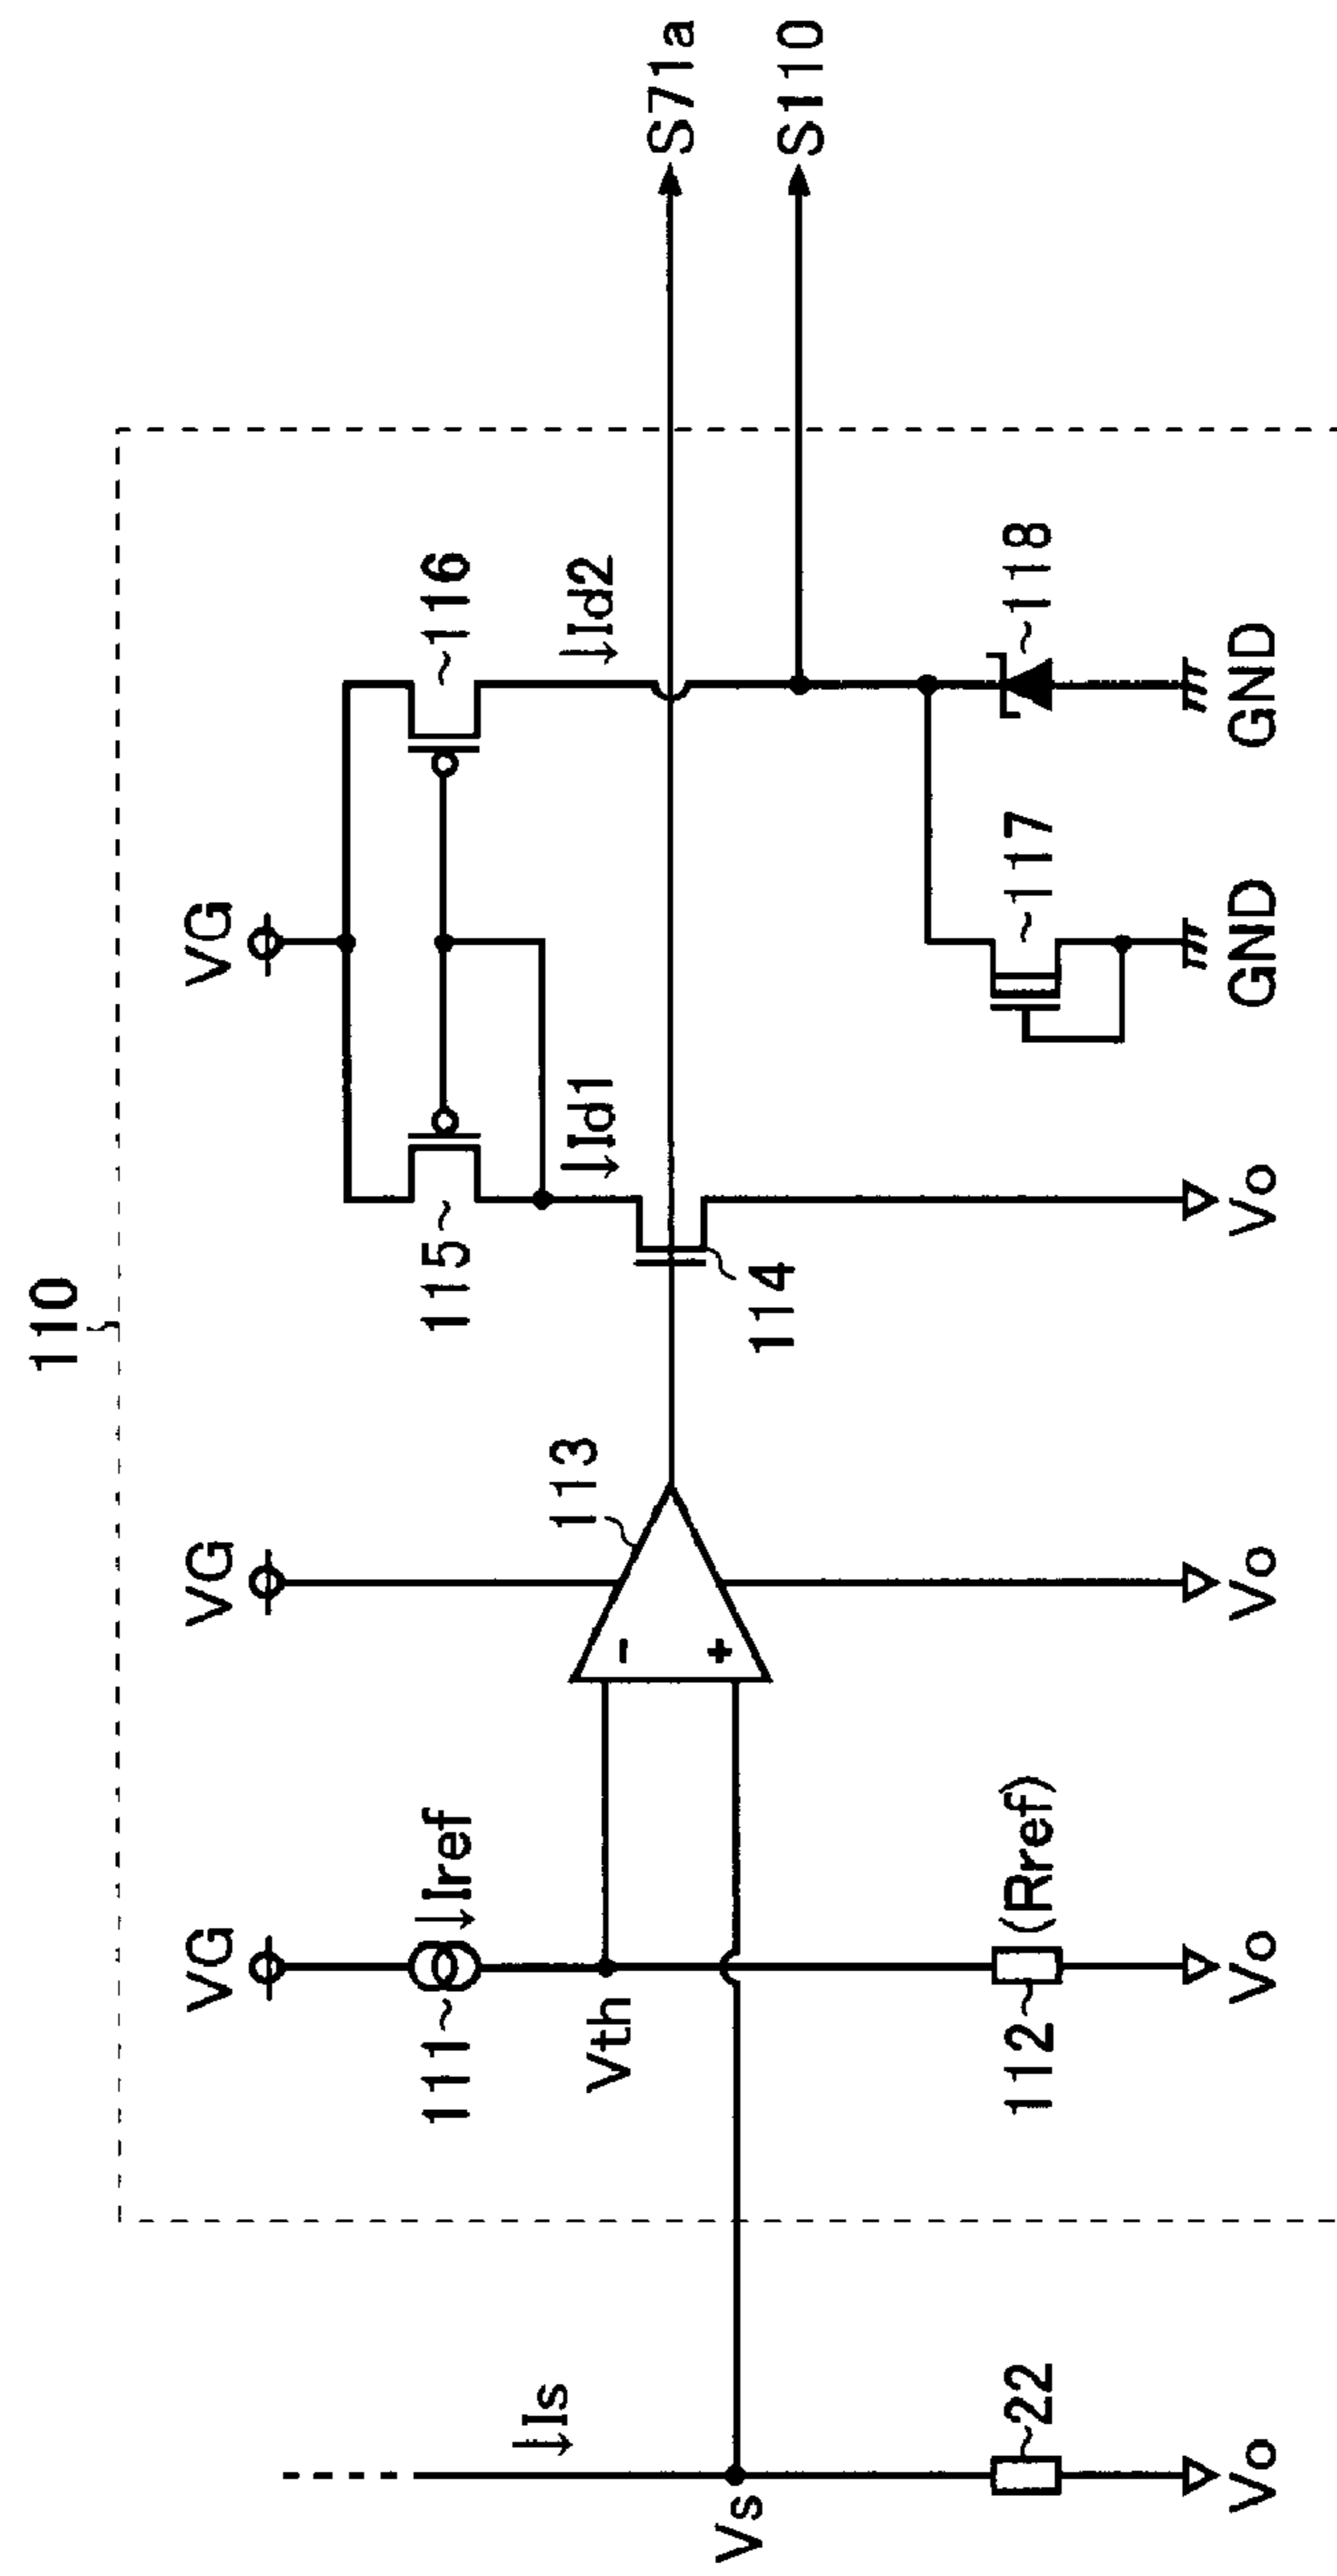 110
VG
VG
VG
116
115~
~116
111~
↓Iref
113
↓Id1
↓Id2
↓Is
Vth
S71a
Vs
114
S110
-
+
~22
112~
(Rref)
~117
~118
Vo
Vo
Vo
Vo
GND
GND